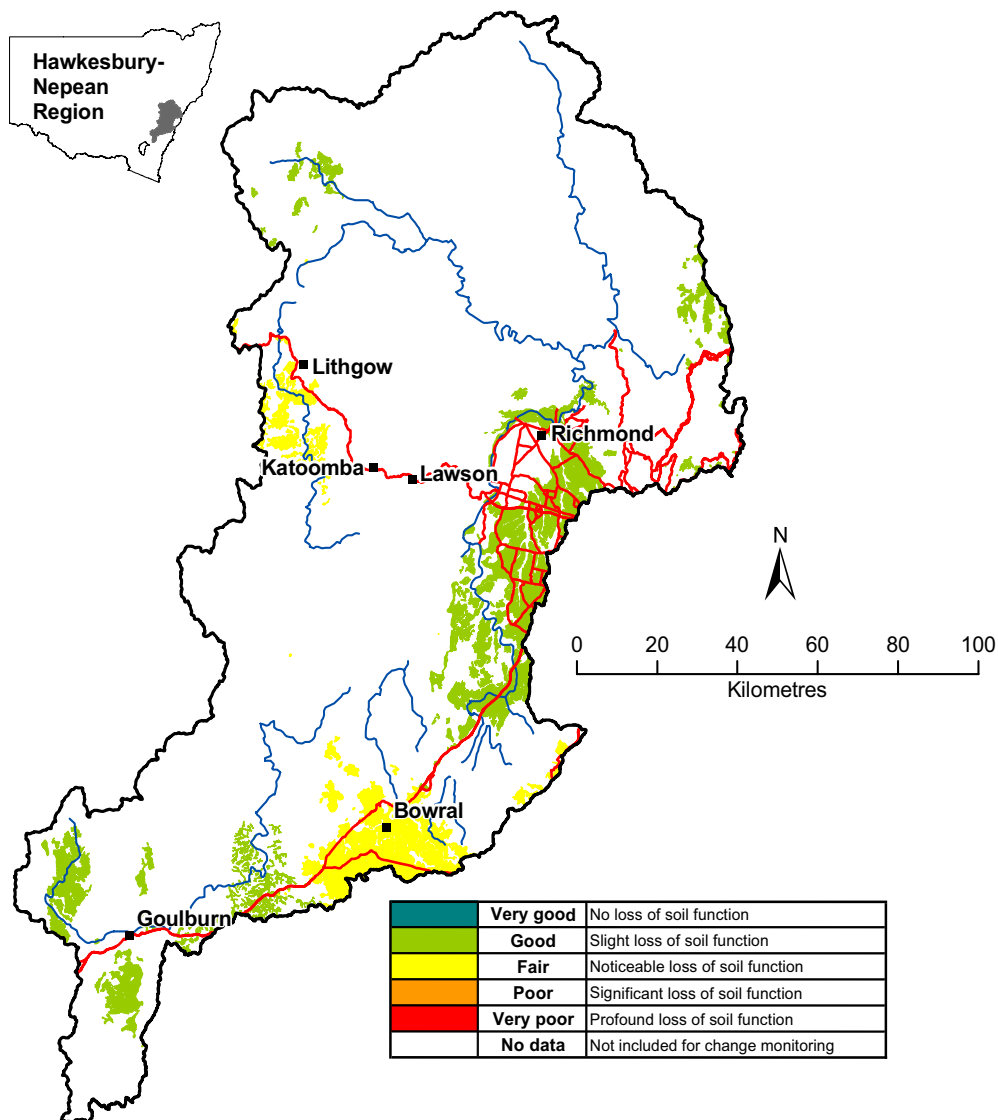 Hawkesbury-
Nepean
Region
Lithgow
Richmond
Katoomba
Lawson
N
0 20 40 60 80 100
Kilometres
Bowral
Goulburn
Very good No loss of soil function
Good Slight loss of soil function
Fair Noticeable loss of soil function
Poor Significant loss of soil function
Very poor Profound loss of soil function
No data Not included for change monitoring